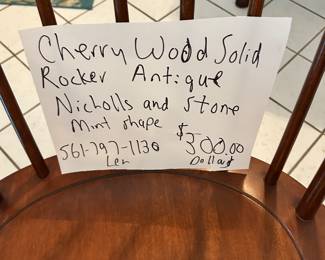 Cherry Wood Solid
Rocker Antique
Nicholls and Stone
Mint shape
561-797-1130 $300.00
Len Dollars